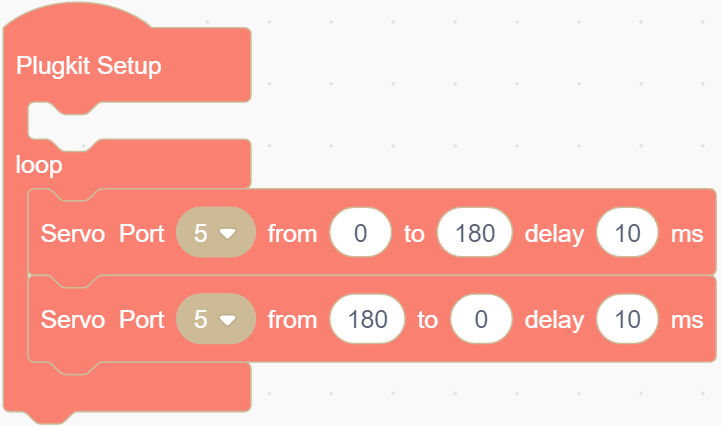 Plugkit Setup
loop
Servo Port 5 from 0 to 180 delay 10 ms
Servo Port 5 from 180 to 0 delay 10 ms